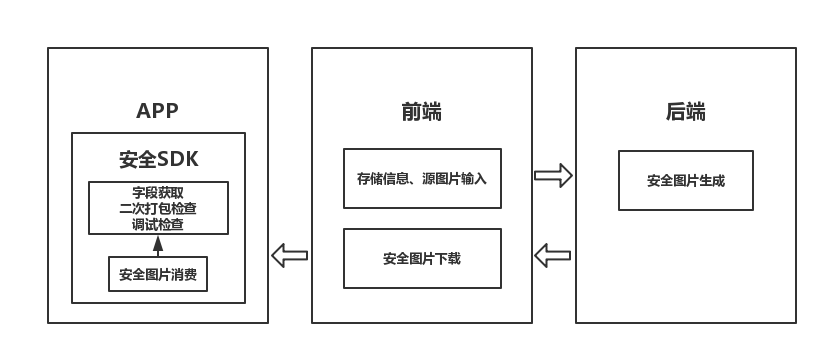 APP
安全SDK
字段获取
二次打包检查
调试检查
安全图片消费
前端
存储信息、源图片输入
安全图片下载
后端
安全图片生成